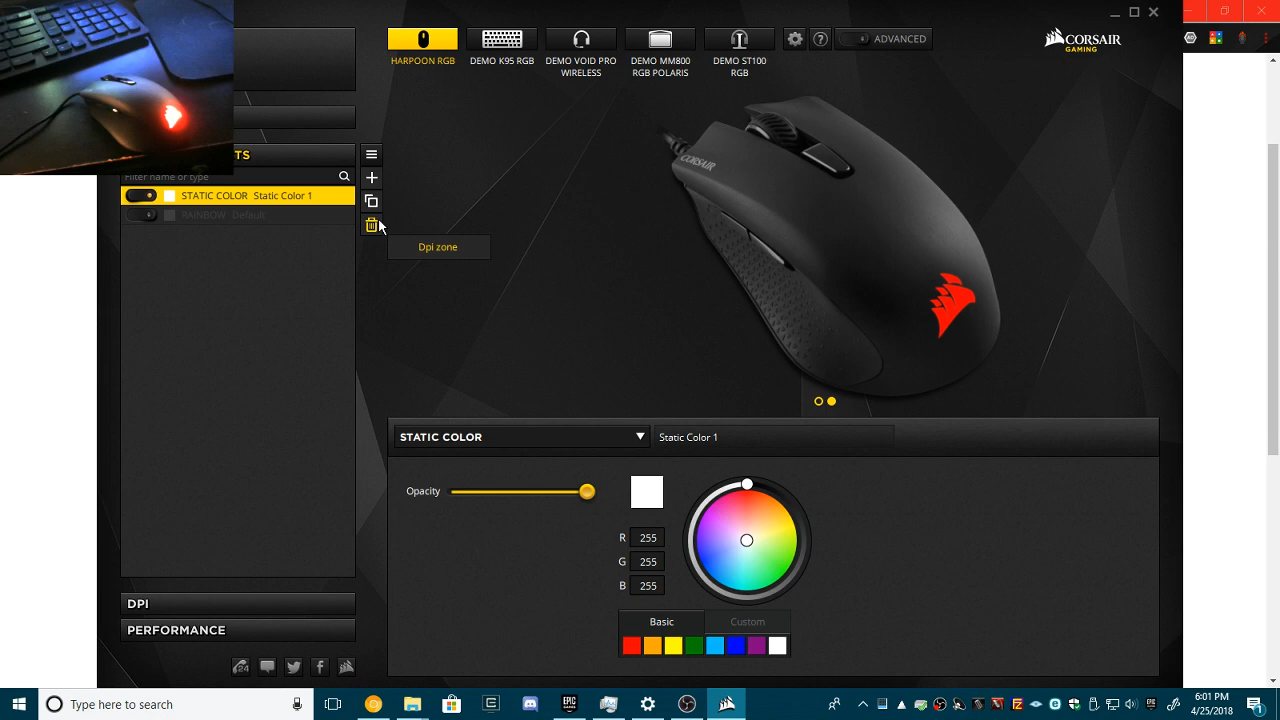 HARPOON RGB
DEMO K95 RGB
DEMO VOID PRO
WIRELESS
DEMO MM800
RGB POLARIS
DEMO ST100
RGB
ADVANCED
CORSAIR
GAMING
TS
Filter name or type
STATIC COLOR Static Color 1
RAINBOW Default
Dpi zone
CORSAIR
STATIC COLOR
Static Color 1
Opacity
R 255
G 255
B 255
Basic
Custom
DPI
PERFORMANCE
24
Type here to search
EPIC
GAMES
6:01 PM
4/25/2018